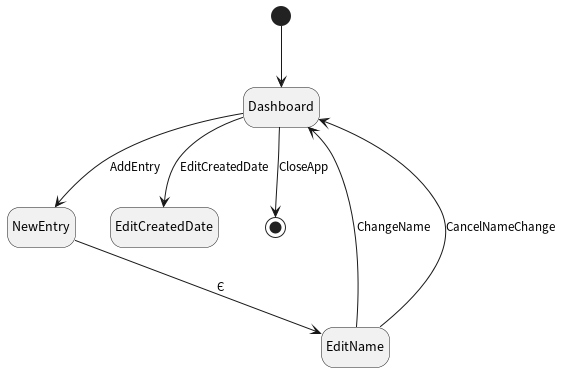 Dashboard
AddEntry
EditCreatedDate
CloseApp
NewEntry
EditCreatedDate
ChangeName
CancelNameChange
Є
EditName